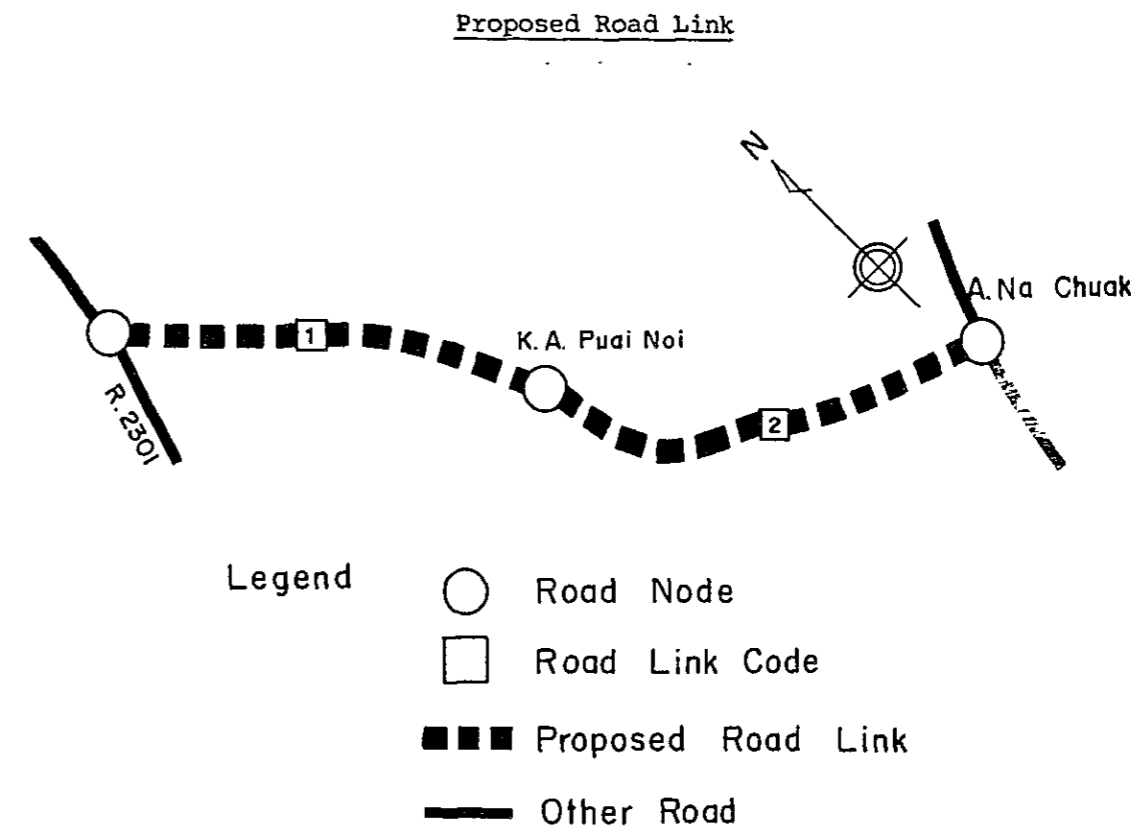 Proposed Road Link
N
A. Na Chuak
1
K. A. Puai Noi
R. 2301
2
Legend
Road Node
Road Link Code
Proposed Road Link
Other Road